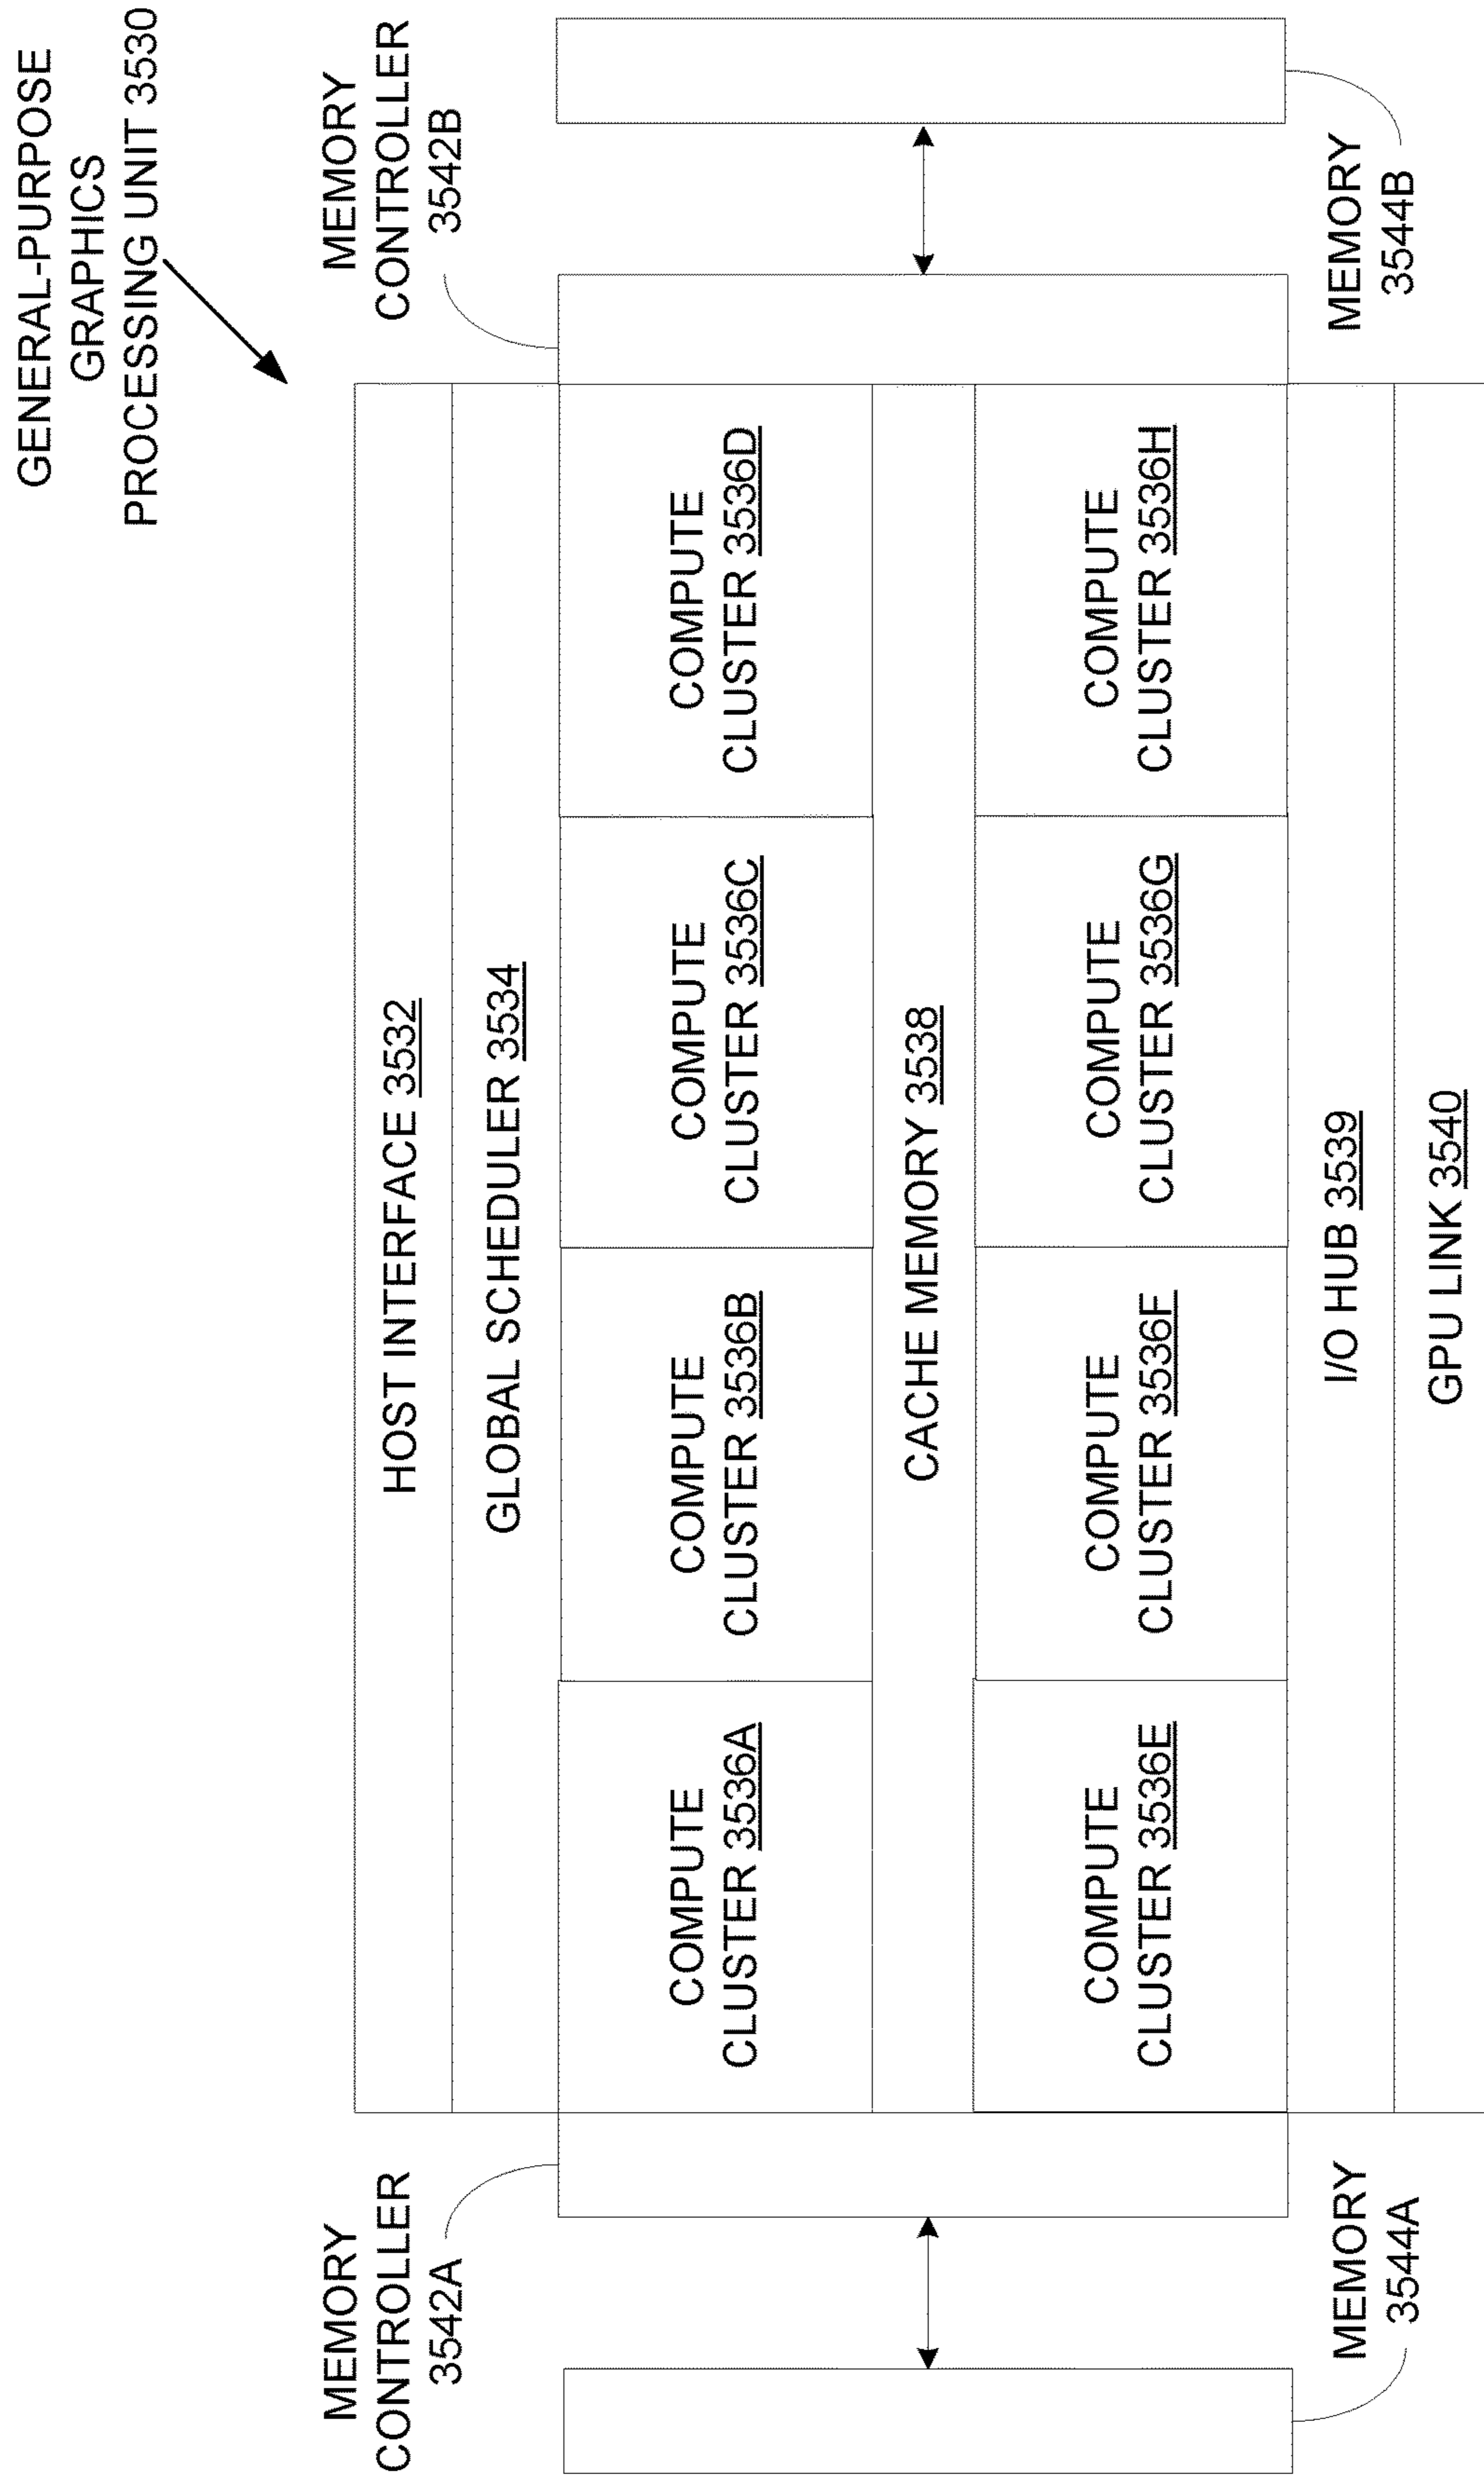 GENERAL-PURPOSE
GRAPHICS
PROCESSING UNIT 3530
MEMORY
CONTROLLER
3542A
MEMORY
CONTROLLER
3542B
HOST INTERFACE 3532
GLOBAL SCHEDULER 3534
COMPUTE
CLUSTER 3536A
COMPUTE
CLUSTER 3536B
COMPUTE
CLUSTER 3536C
COMPUTE
CLUSTER 3536D
CACHE MEMORY 3538
COMPUTE
CLUSTER 3536E
COMPUTE
CLUSTER 3536F
COMPUTE
CLUSTER 3536G
COMPUTE
CLUSTER 3536H
I/O HUB 3539
GPU LINK 3540
MEMORY
3544A
MEMORY
3544B